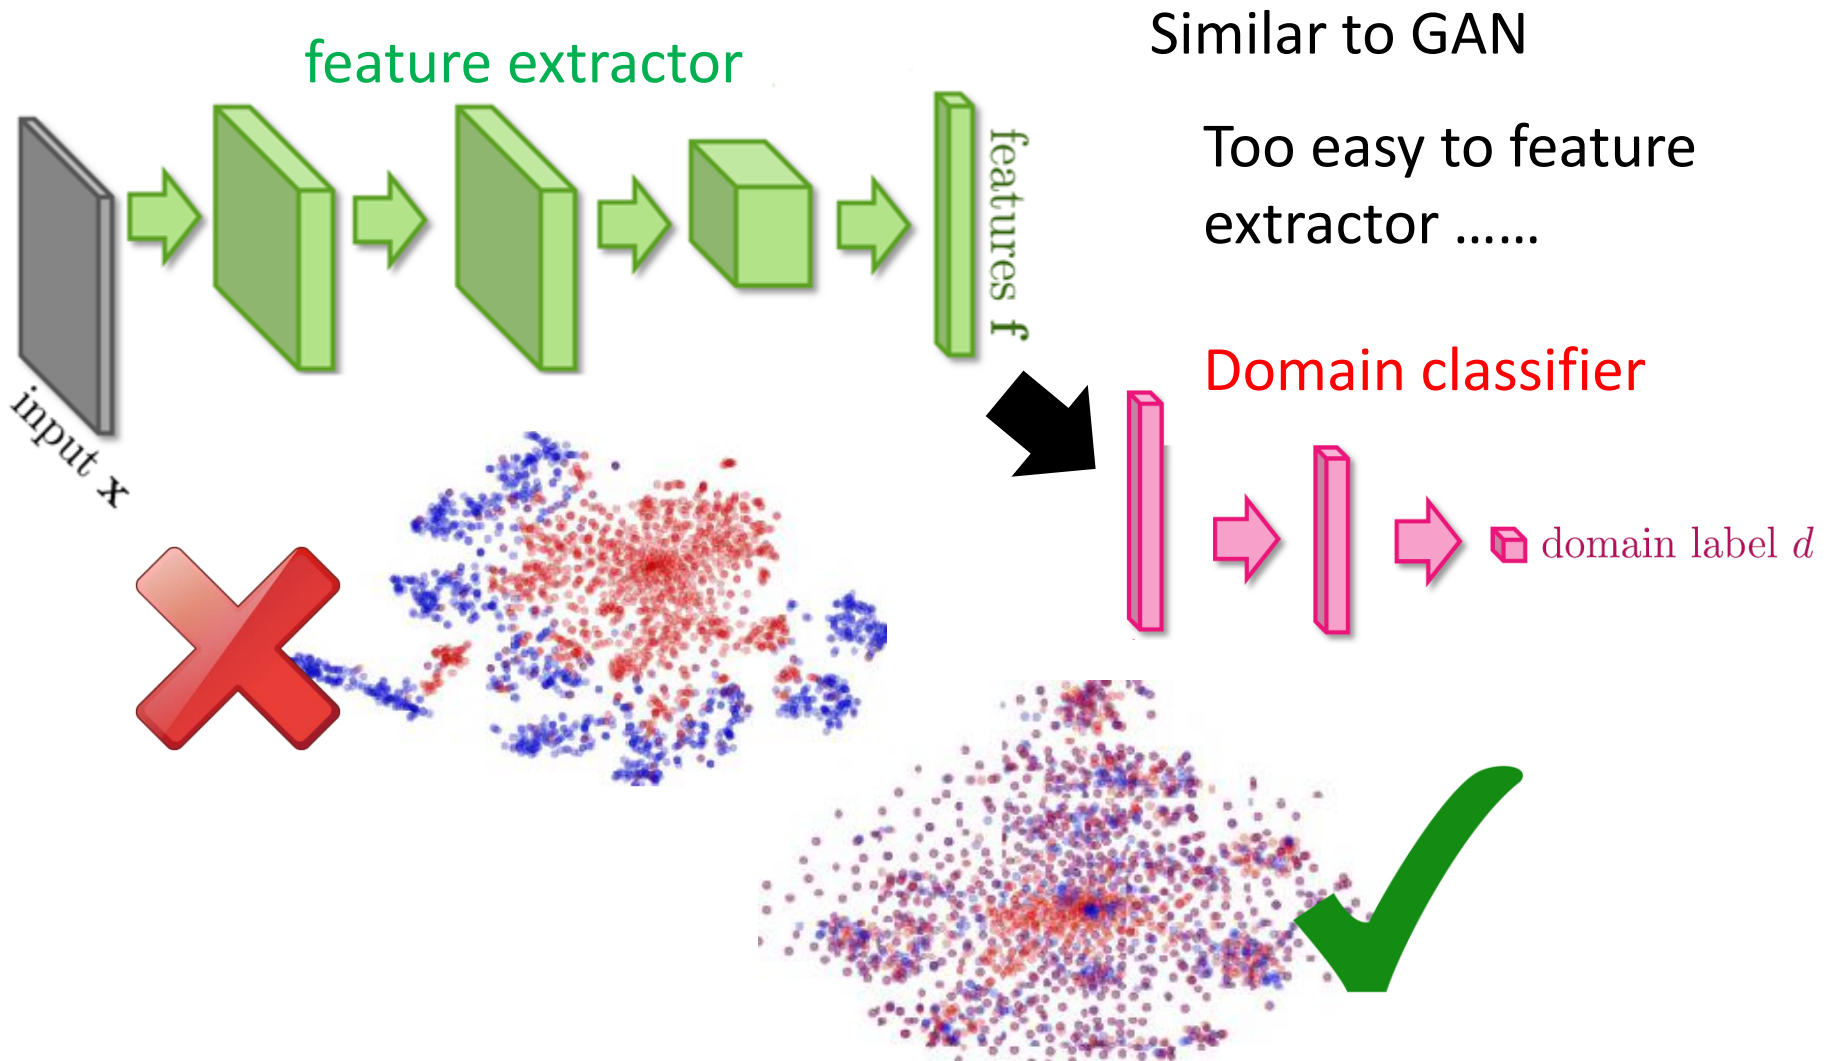 Similar to GAN
feature extractor
Too easy to feature
extractor ......
features f
input x
Domain classifier
domain label d